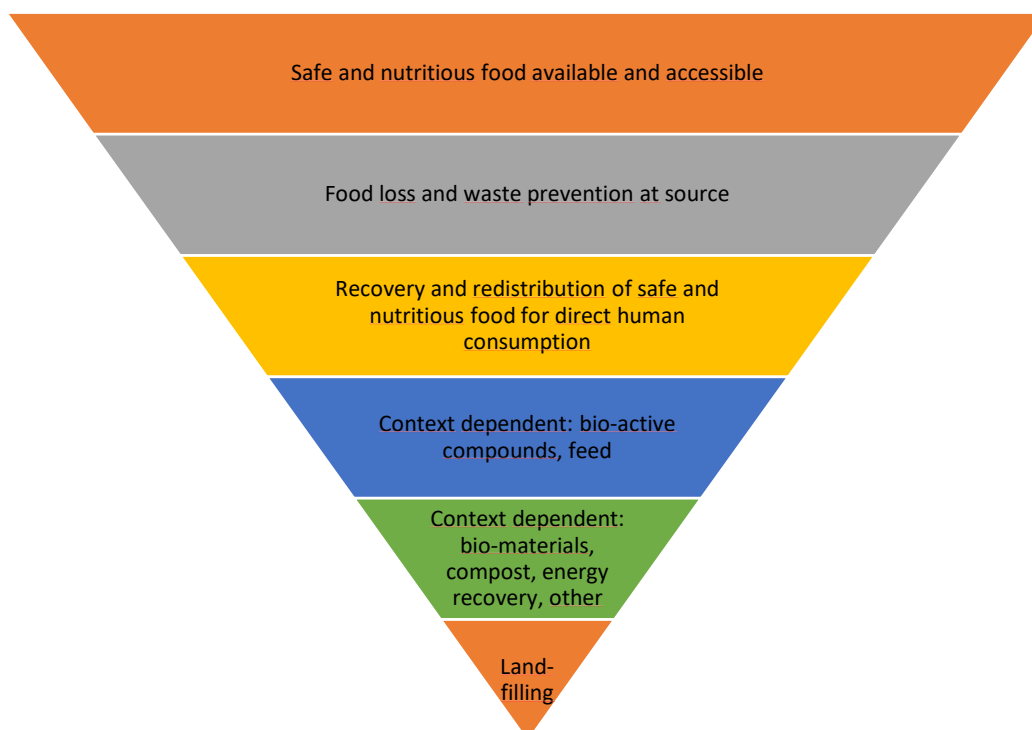 Safe and nutritious food available and accessible
Food loss and waste prevention at source
Recovery and redistribution of safe and
nutritious food for direct human
consumption
Context dependent: bio-active
compounds, feed
Context dependent:
bio-materials,
compost, energy
recovery, other
Land-
filling